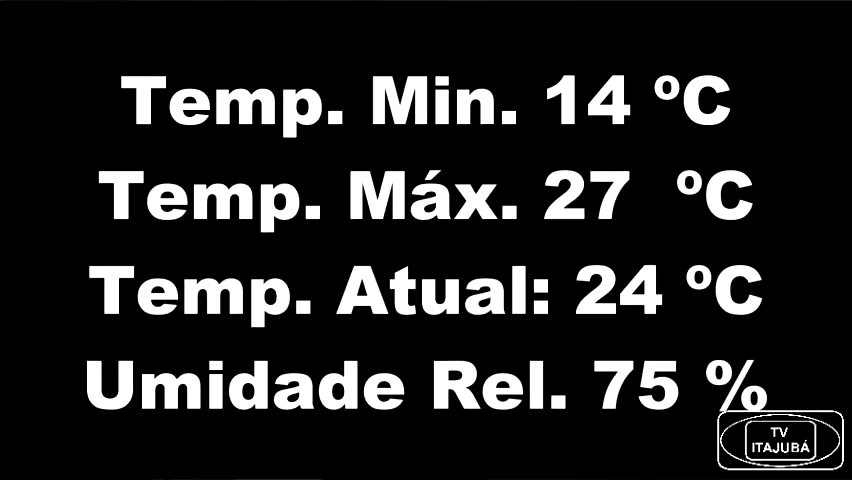 Temp. Min. 14 ºC
Temp. Máx. 27 ºC
Temp. Atual: 24 ºC
Umidade Rel. 75 %
TV
ITAJUBÁ